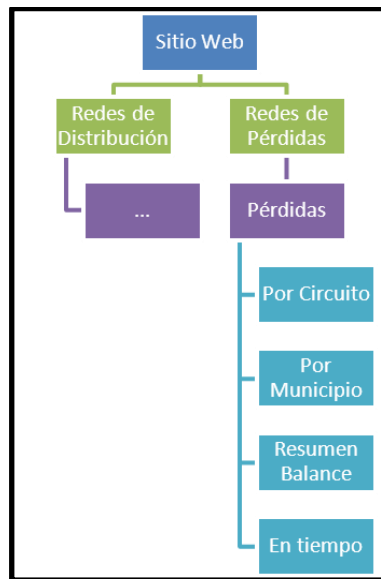 Sitio Web
Redes de
Distribución
Redes de
Pérdidas
...
Pérdidas
Por Circuito
Por
Municipio
Resumen
Balance
En tiempo